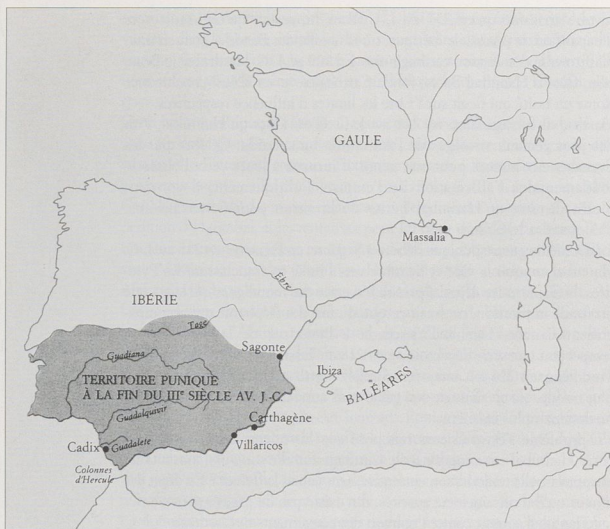 GAULE
Massalia
Ebre
IBÉRIE
Tage
Sagonte
Guadiana
Ibiza
BALÉARES
TERRITOIRE PUNIQUE
À LA FIN DU IIIᵉ SIÈCLE AV. J.-C.
Guadalquivir
Carthagène
Cadix
Guadalete
Villaricos
Colonnes
d'Hercule